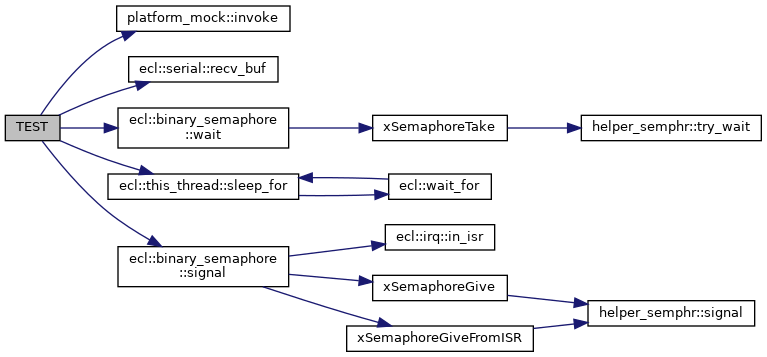 platform_mock::invoke
ecl::serial::recv_buf
TEST
ecl::binary_semaphore
::wait
xSemaphoreTake
helper_semphr::try_wait
ecl::this_thread::sleep_for
ecl::wait_for
ecl::binary_semaphore
::signal
ecl::irq::in_isr
xSemaphoreGive
helper_semphr::signal
xSemaphoreGiveFromISR